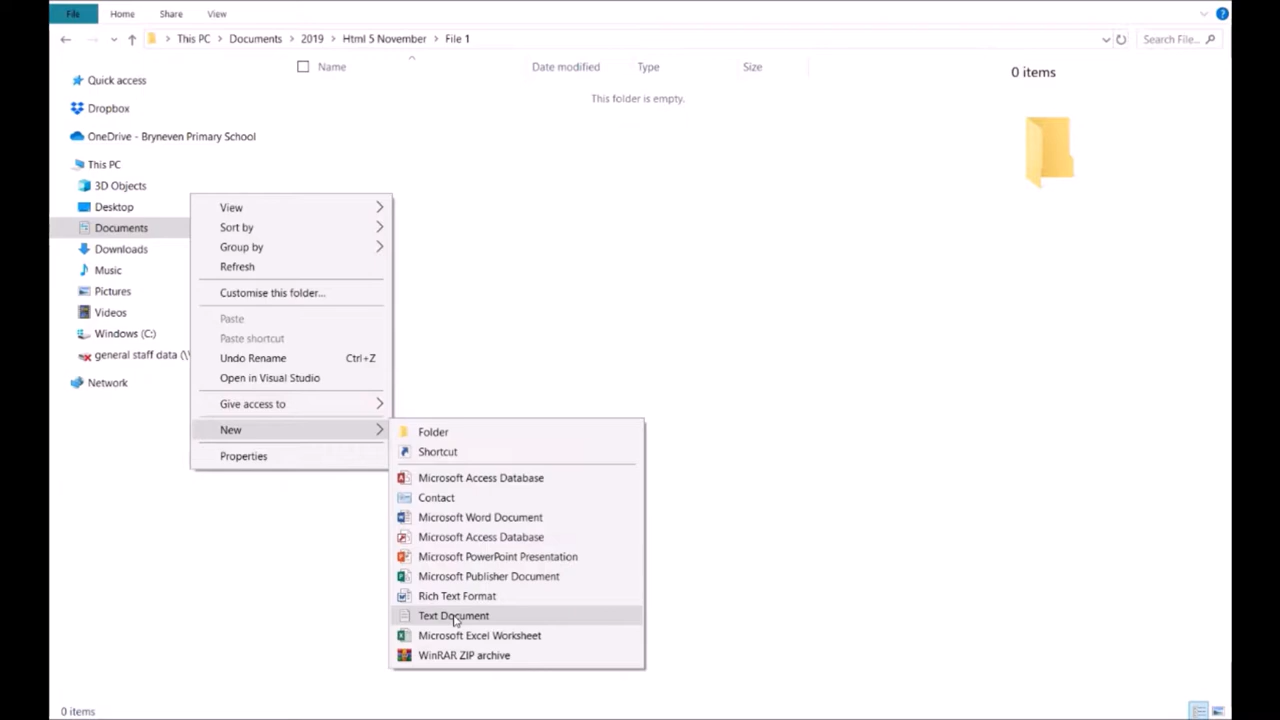 File Home Share View
This PC Documents 2019 Html 5 November File 1 Search File...
Name Date modified Type Size
This folder is empty.
0 items
Quick access
Dropbox
OneDrive - Bryneven Primary School
This PC
3D Objects
Desktop
Documents
Downloads
Music
Pictures
Videos
Windows (C:)
general staff data (\\
Network
View
Sort by
Group by
Refresh
Customise this folder...
Paste
Paste shortcut
Undo Rename Ctrl+Z
Open in Visual Studio
Give access to
New
Properties
Folder
Shortcut
Microsoft Access Database
Contact
Microsoft Word Document
Microsoft Access Database
Microsoft PowerPoint Presentation
Microsoft Publisher Document
Rich Text Format
Text Document
Microsoft Excel Worksheet
WinRAR ZIP archive
0 items